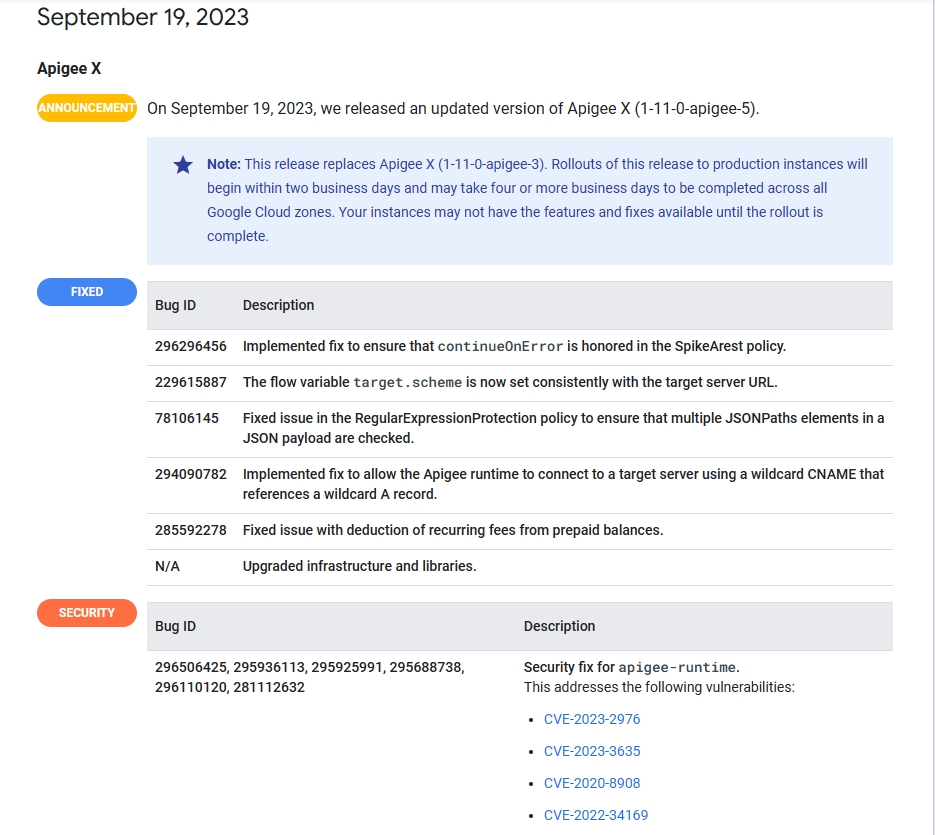 September 19, 2023
Apigee X
ANNOUNCEMENT
On September 19, 2023, we released an updated version of Apigee X (1-11-0-apigee-5).
Note: This release replaces Apigee X (1-11-0-apigee-3). Rollouts of this release to production instances will
begin within two business days and may take four or more business days to be completed across all
Google Cloud zones. Your instances may not have the features and fixes available until the rollout is
complete.
FIXED
Bug ID Description
296296456 Implemented fix to ensure that continueOnError is honored in the SpikeArest policy.
229615887 The flow variable target.scheme is now set consistently with the target server URL.
78106145 Fixed issue in the RegularExpressionProtection policy to ensure that multiple JSONPaths elements in a
JSON payload are checked.
294090782 Implemented fix to allow the Apigee runtime to connect to a target server using a wildcard CNAME that
references a wildcard A record.
285592278 Fixed issue with deduction of recurring fees from prepaid balances.
N/A Upgraded infrastructure and libraries.
SECURITY
Bug ID Description
296506425, 295936113, 295925991, 295688738,
296110120, 281112632
Security fix for apigee-runtime.
This addresses the following vulnerabilities:
• CVE-2023-2976
• CVE-2023-3635
• CVE-2020-8908
• CVE-2022-34169